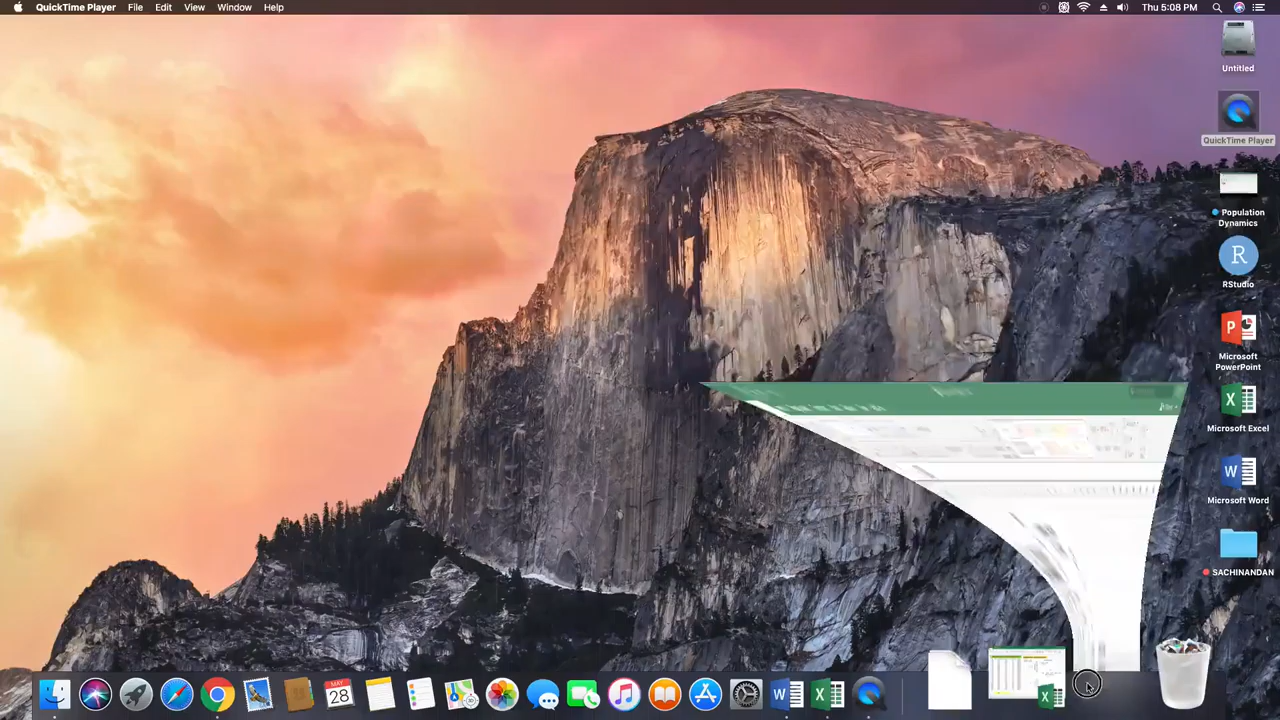 QuickTime Player File Edit View Window Help
Thu 5:08 PM
Untitled
QuickTime Player
Population
Dynamics
R
RStudio
P
Microsoft
PowerPoint
X
Microsoft Excel
W
Microsoft Word
SACHINANDAN
MAY
28
W
X
X